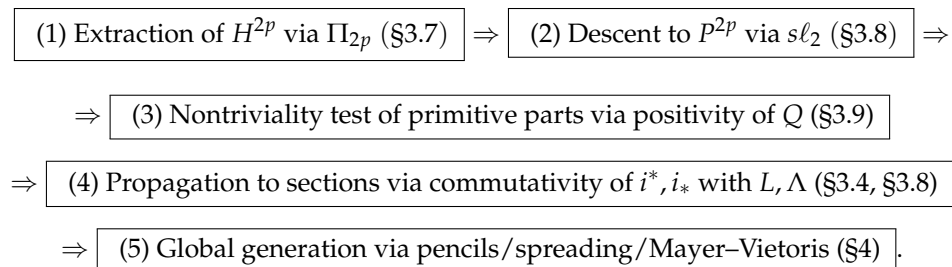 (1) Extraction of H^{2p} via Π_{2p} (§3.7) ⇒ (2) Descent to P^{2p} via sℓ_2 (§3.8) ⇒
⇒ (3) Nontriviality test of primitive parts via positivity of Q (§3.9)
⇒ (4) Propagation to sections via commutativity of i^*, i_* with L, Λ (§3.4, §3.8)
⇒ (5) Global generation via pencils/spreading/Mayer–Vietoris (§4).